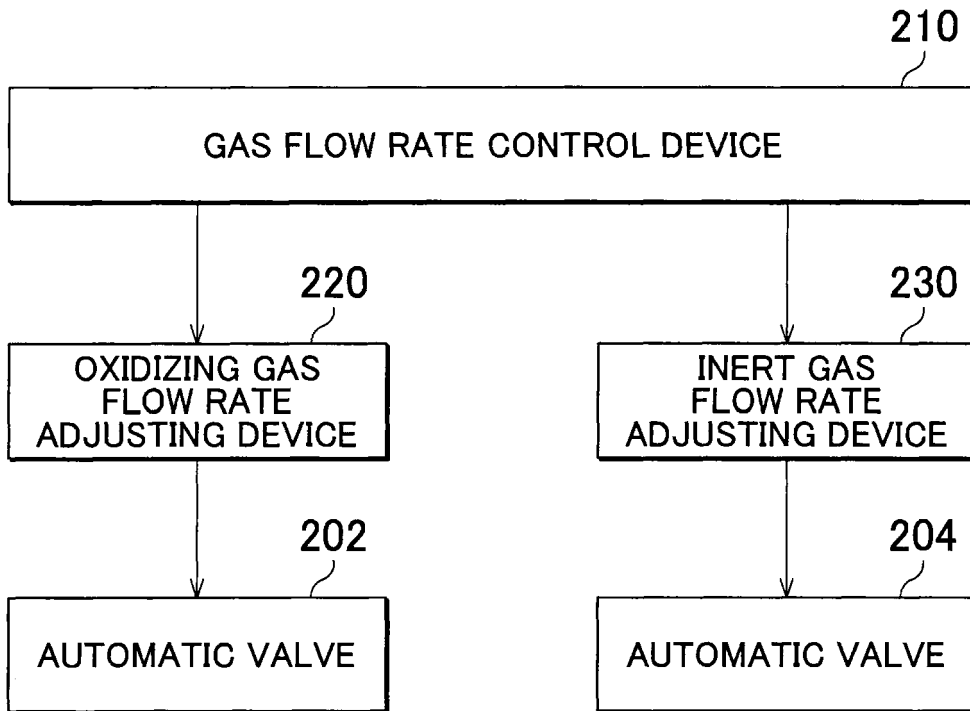 210
GAS FLOW RATE CONTROL DEVICE
220
230
OXIDIZING GAS
FLOW RATE
ADJUSTING DEVICE
INERT GAS
FLOW RATE
ADJUSTING DEVICE
202
204
AUTOMATIC VALVE
AUTOMATIC VALVE